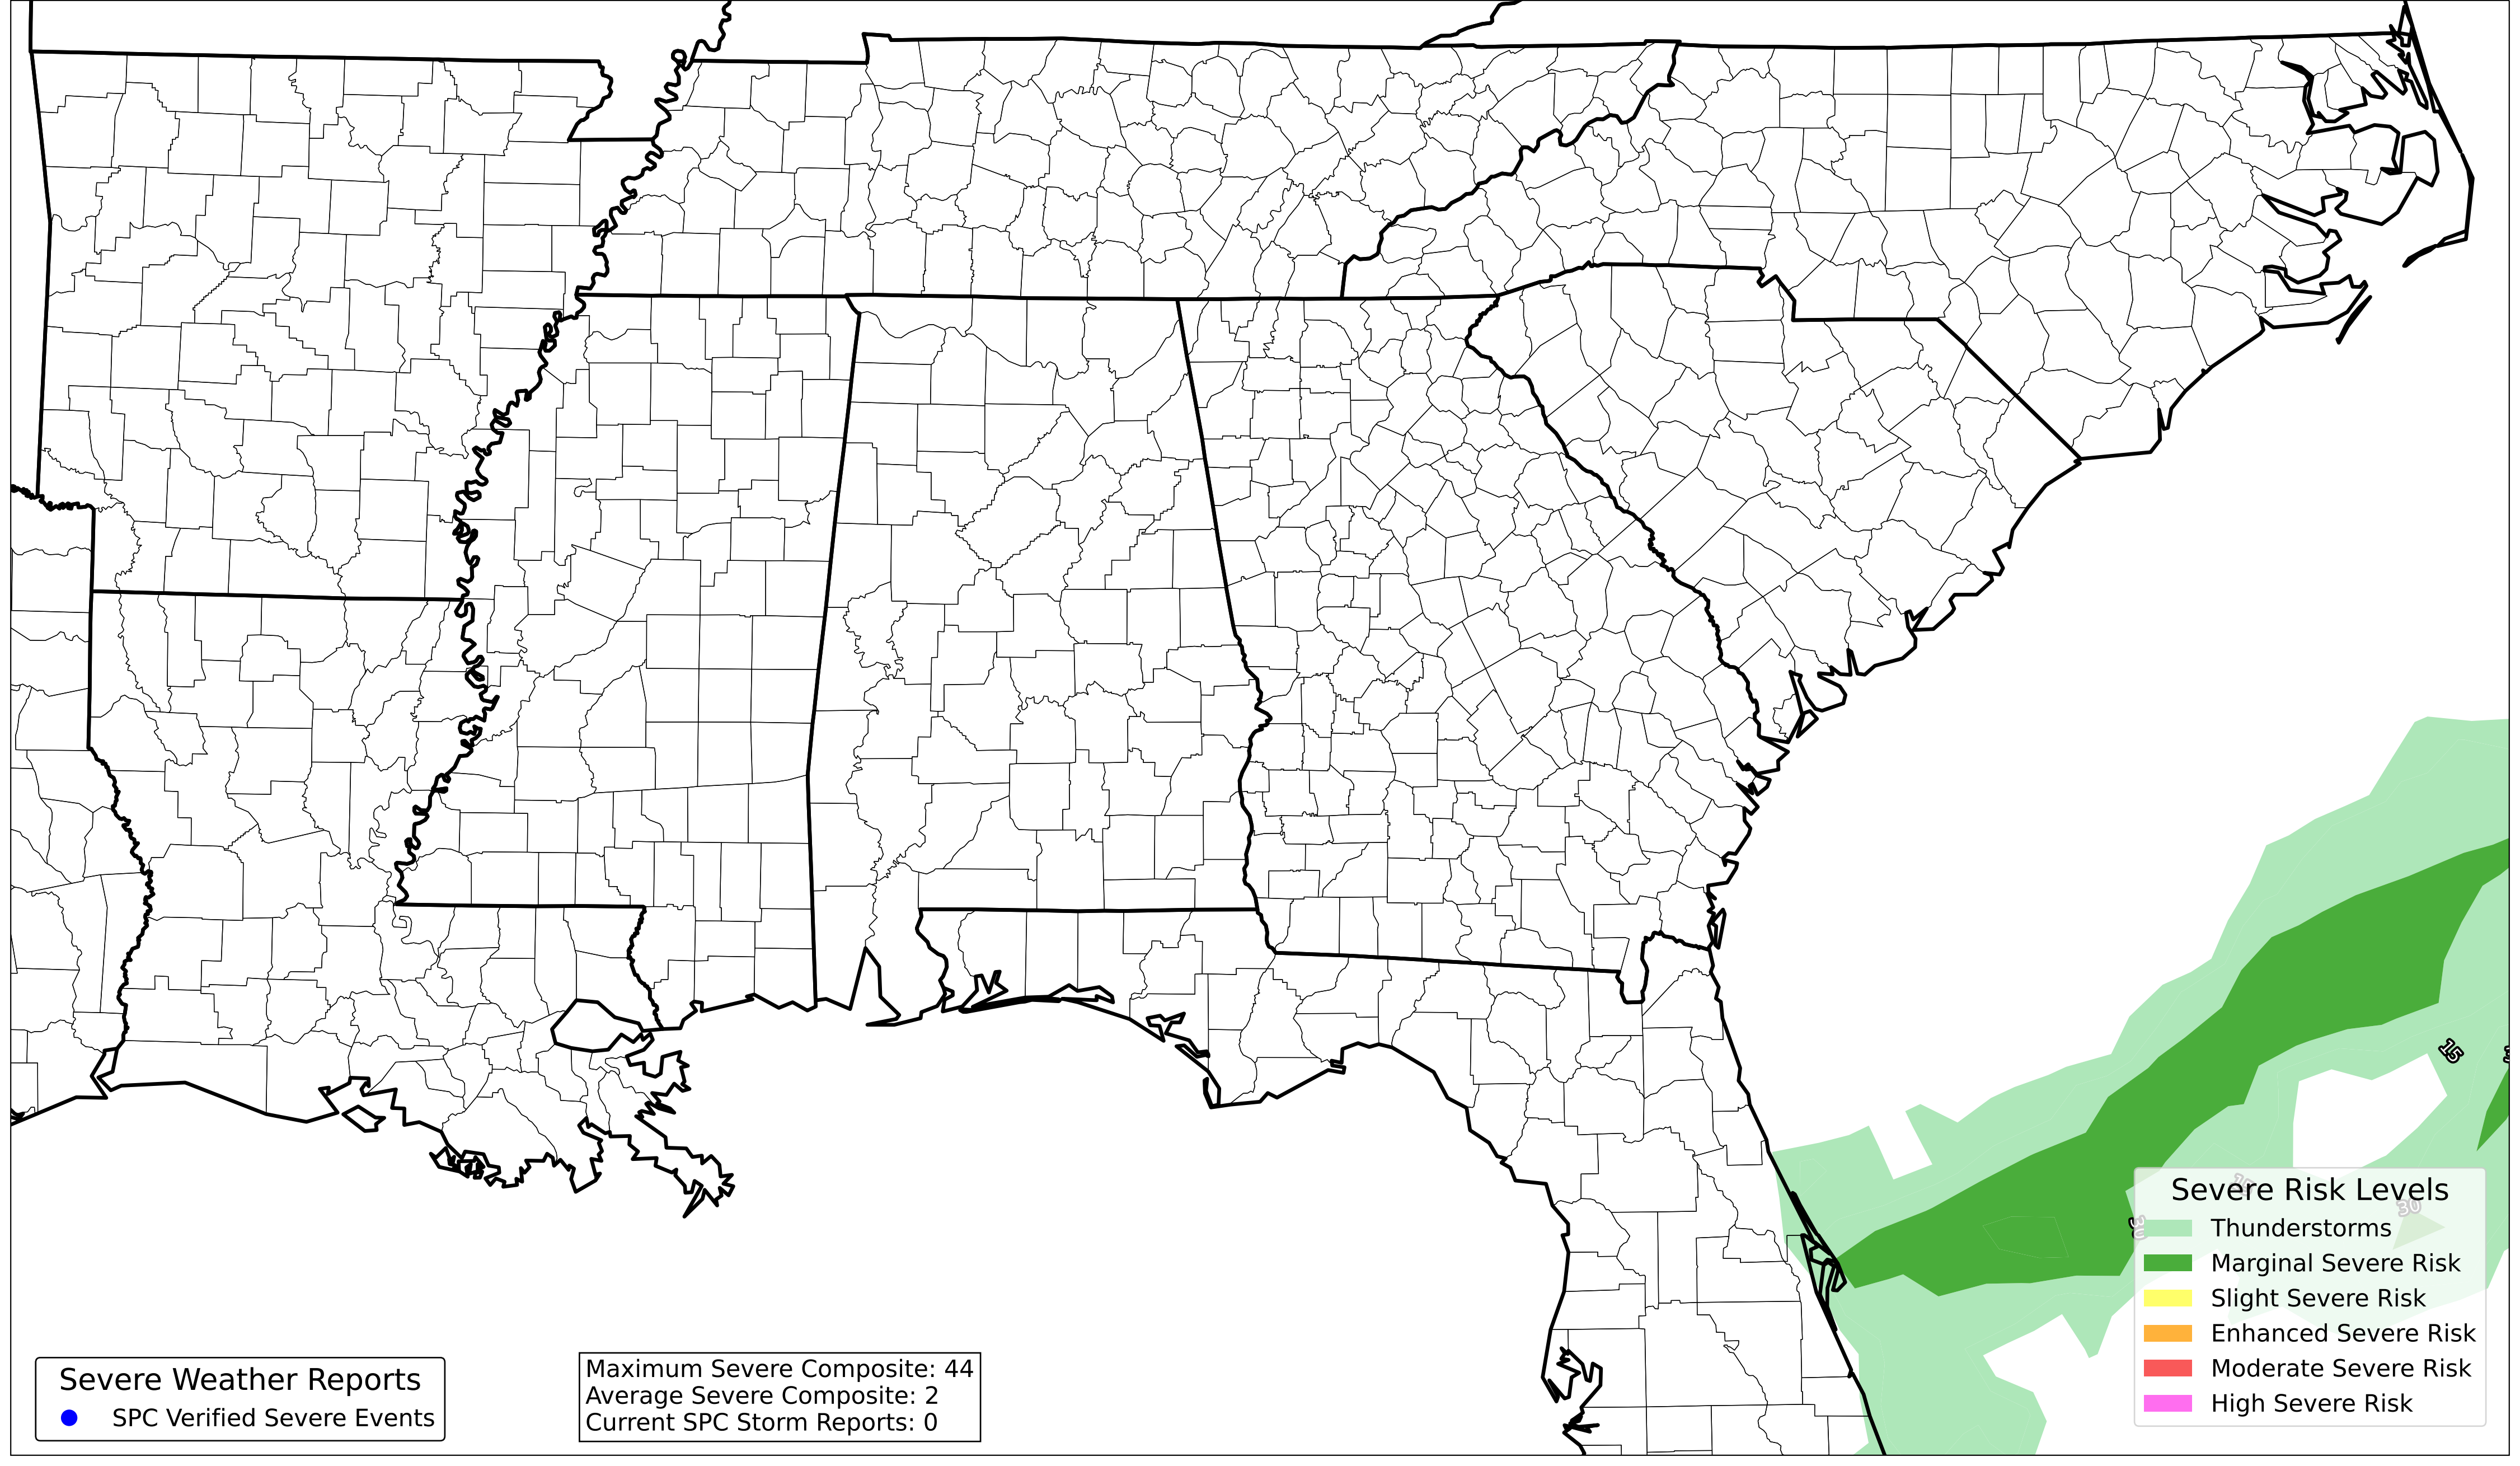 15
Severe Risk Levels
30
30
Thunderstorms
Marginal Severe Risk
Slight Severe Risk
Enhanced Severe Risk
Moderate Severe Risk
High Severe Risk
Severe Weather Reports
SPC Verified Severe Events
Maximum Severe Composite: 44
Average Severe Composite: 2
Current SPC Storm Reports: 0